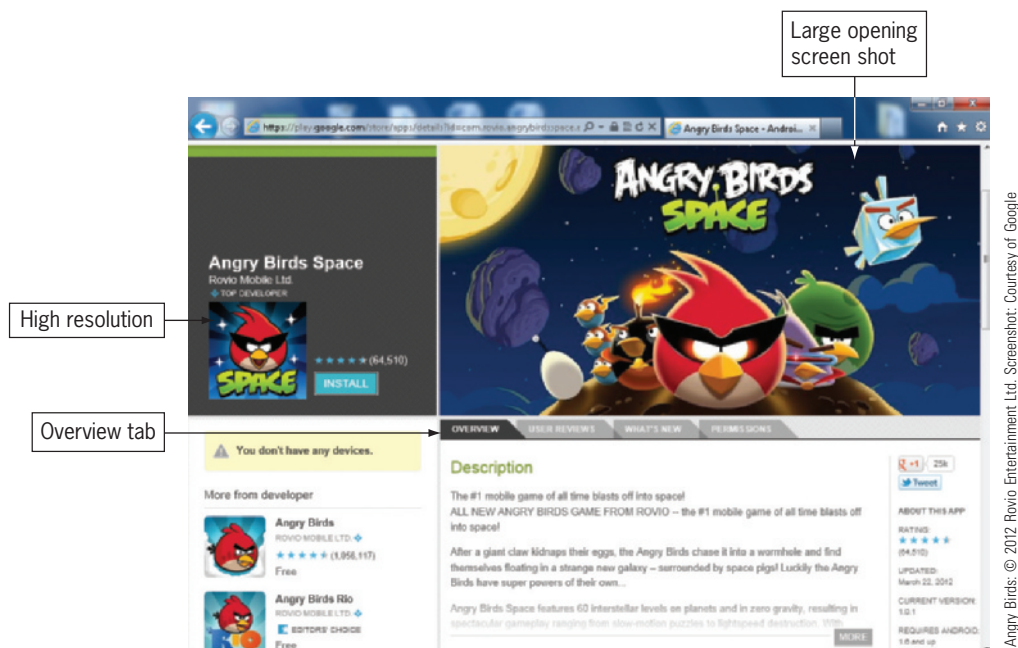 Large opening
screen shot
https://play.google.com/store/apps/details?id=com.rovio.angrybirdsspace.a
Angry Birds Space - Androi...
ANGRY BIRDS
SPACE
Angry Birds Space
Rovio Mobile Ltd.
TOP DEVELOPER
High resolution
SPACE
(64,510)
INSTALL
Overview tab
OVERVIEW
USER REVIEWS
WHAT'S NEW
PERMISSIONS
You don't have any devices.
More from developer
Angry Birds
ROVIO MOBILE LTD.
(1,056,117)
Free
Angry Birds Rio
ROVIO MOBILE LTD.
EDITORS' CHOICE
Free
Description
The #1 mobile game of all time blasts off into space!
ALL NEW ANGRY BIRDS GAME FROM ROVIO – the #1 mobile game of all time blasts off
into space!
After a giant claw kidnaps their eggs, the Angry Birds chase it into a wormhole and find
themselves floating in a strange new galaxy – surrounded by space pigs! Luckily the Angry
Birds have super powers of their own...
Angry Birds Space features 60 interstellar levels on planets and in zero gravity, resulting in
spectacular gameplay ranging from slow-motion puzzles to lightspeed destruction. With
MORE
+1
25k
Tweet
ABOUT THIS APP
RATING:
(64,510)
UPDATED:
March 22, 2012
CURRENT VERSION:
1.0.1
REQUIRES ANDROID:
1.6 and up
Angry Birds: © 2012 Rovio Entertainment Ltd. Screenshot: Courtesy of Google